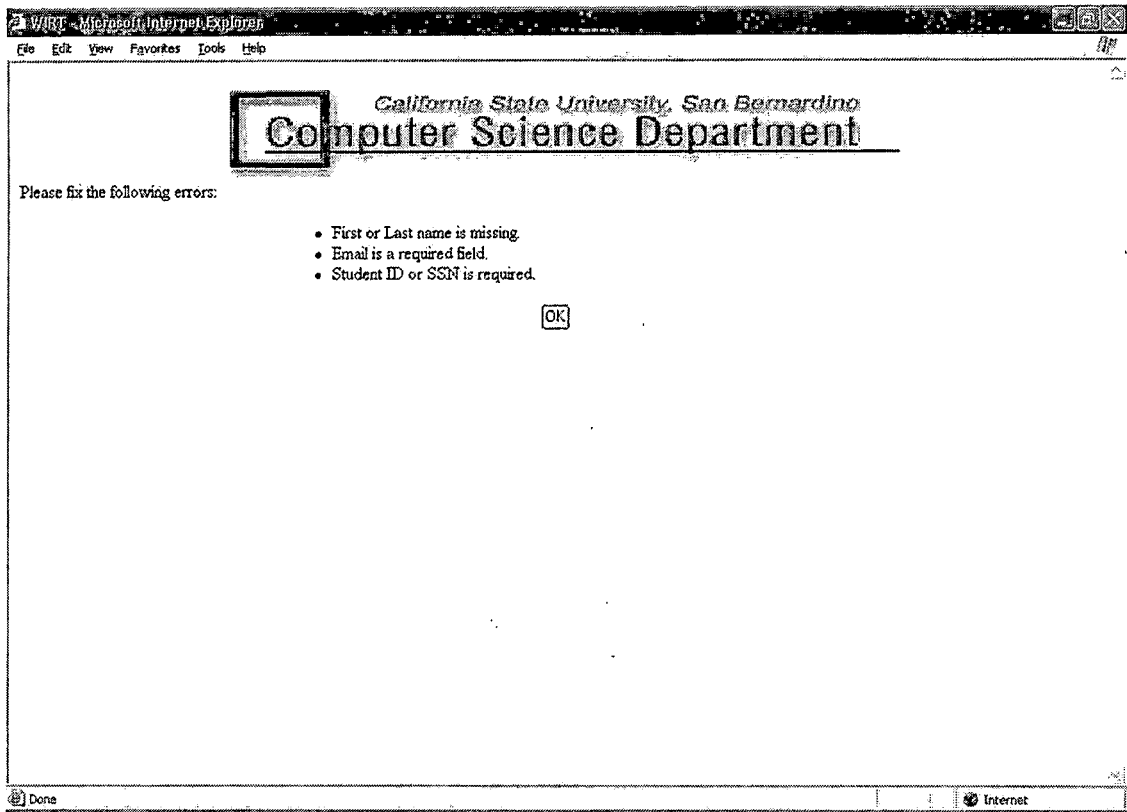 WIRT - Microsoft Internet Explorer
File Edit View Favorites Tools Help
California State University, San Bernardino
Computer Science Department
Please fix the following errors:
• First or Last name is missing.
• Email is a required field.
• Student ID or SSN is required.
OK
Done Internet